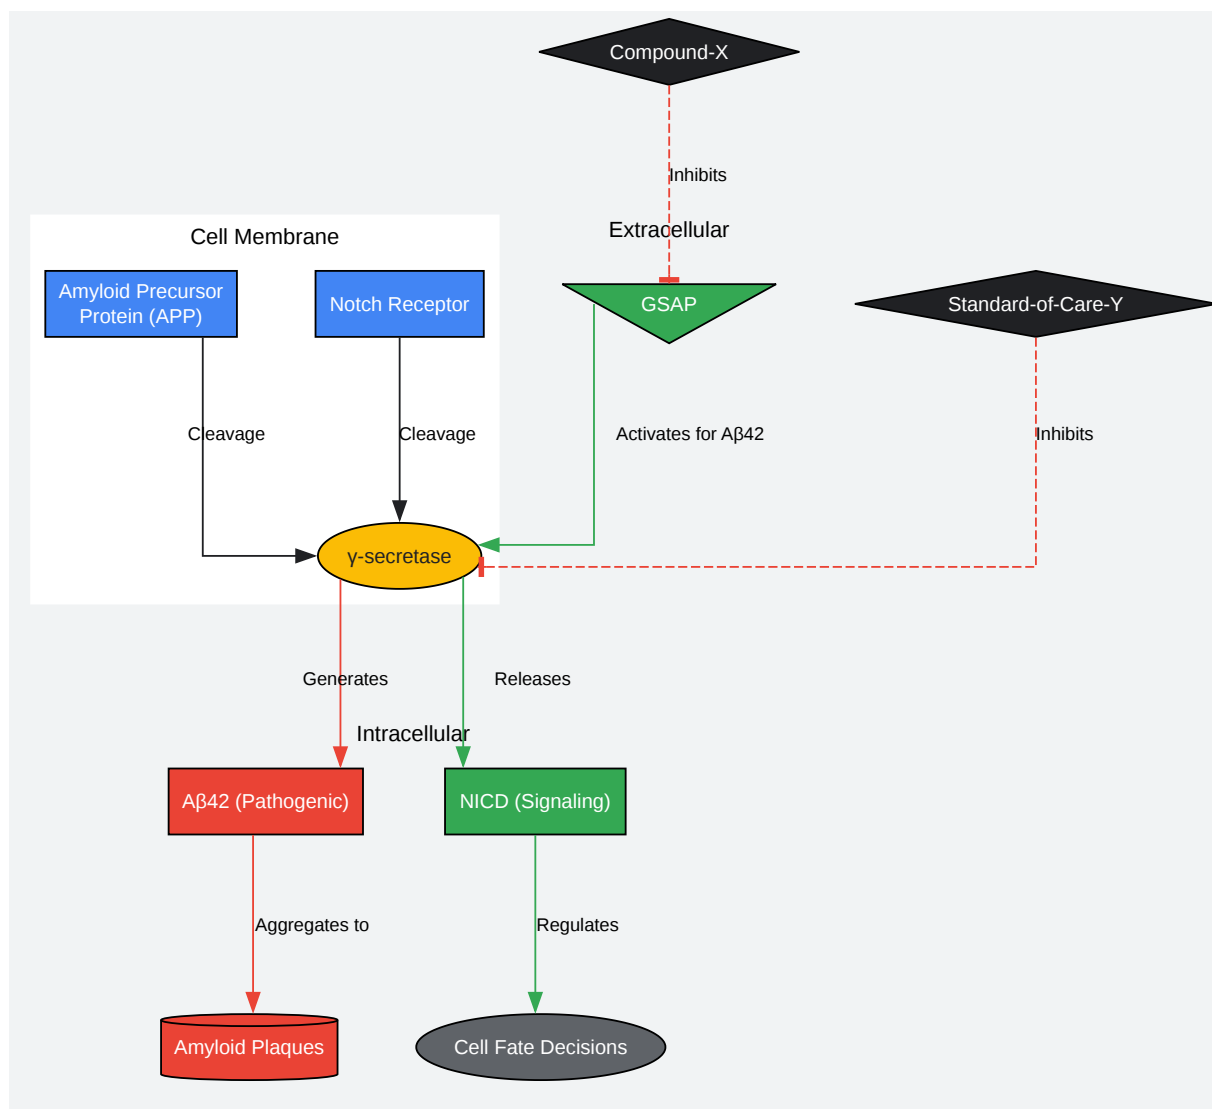 Compound-X
Inhibits
Extracellular
Cell Membrane
Amyloid Precursor
Protein (APP)
Notch Receptor
GSAP
Standard-of-Care-Y
Cleavage
Cleavage
Activates for Aβ42
Inhibits
γ-secretase
Generates
Releases
Intracellular
Aβ42 (Pathogenic)
NICD (Signaling)
Aggregates to
Regulates
Amyloid Plaques
Cell Fate Decisions